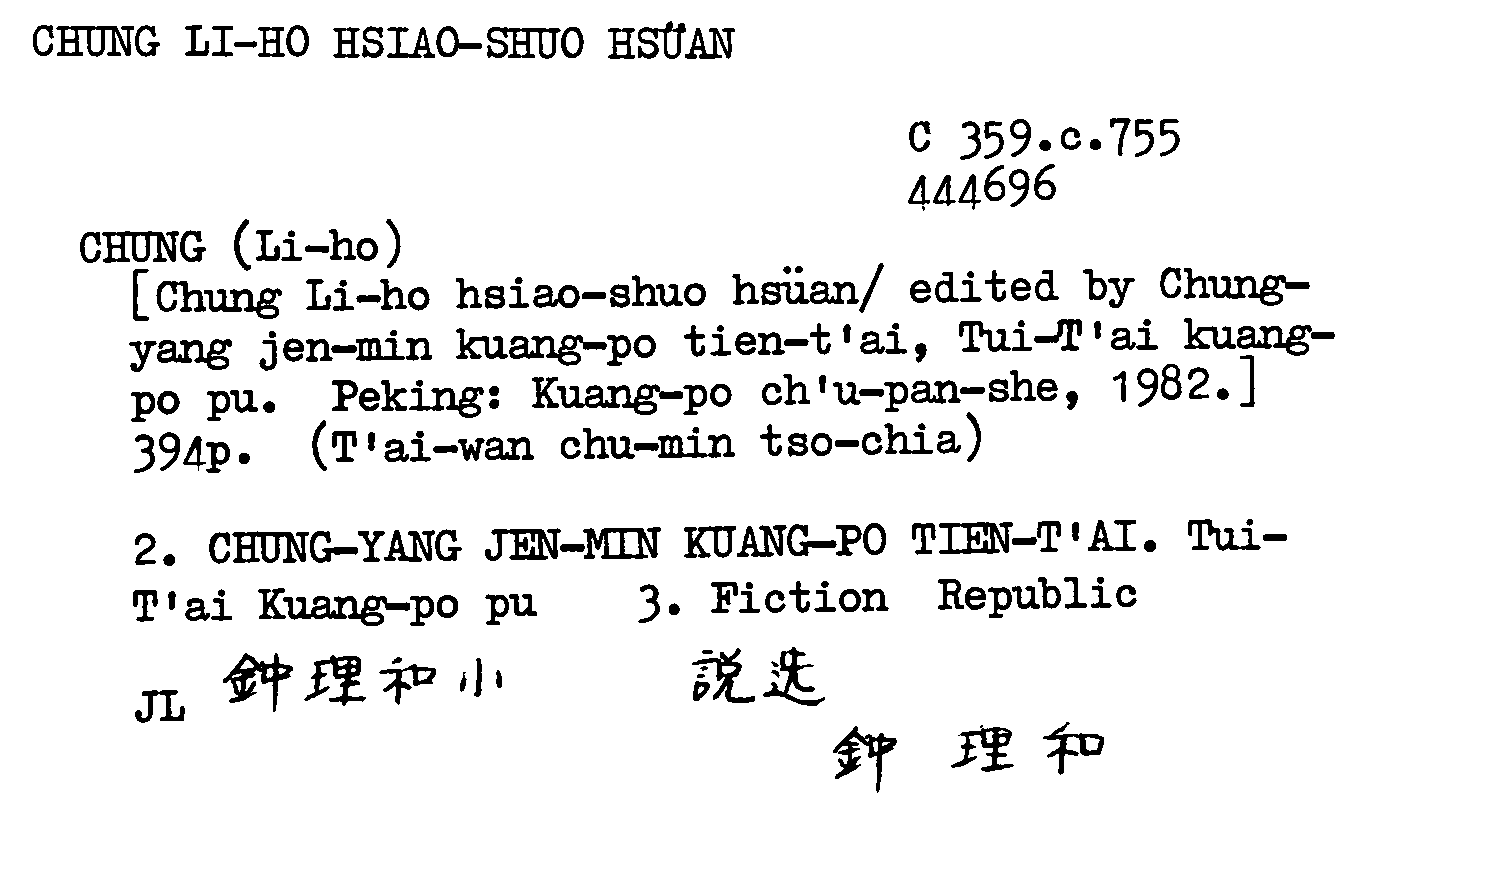 CHUNG LI-HO HSIAO-SHUO HSÜAN
C 359.c.755
444696
CHUNG (Li-ho)
[Chung Li-ho hsiao-shuo hsüan/ edited by Chung-
yang jen-min kuang-po tien-t'ai, Tui-T'ai kuang-
po pu. Peking: Kuang-po ch'u-pan-she, 1982.]
394p. (T'ai-wan chu-min tso-chia)
2. CHUNG-YANG JEN-MIN KUANG-PO TIEN-T'AI. Tui-
T'ai Kuang-po pu 3. Fiction Republic
JL 鈡理和小 説选
鈡 理 和